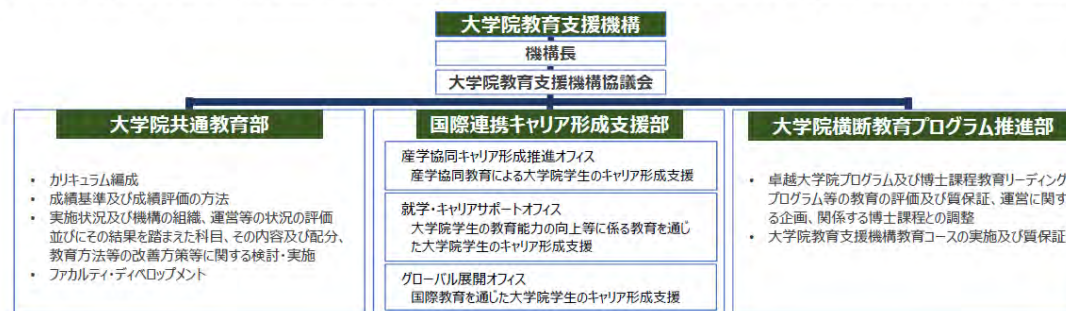 大学院教育支援機構
機構長
大学院教育支援機構協議会
大学院共通教育部
・ カリキュラム編成
・ 成績基準及び成績評価の方法
・ 実施状況及び機構の組織、運営等の状況の評価
並びにその結果を踏まえた科目、その内容及び配分、
教育方法等の改善方策等に関する検討・実施
・ ファカルティ・ディベロップメント
国際連携キャリア形成支援部
産学協同キャリア形成推進オフィス
産学協同教育による大学院学生のキャリア形成支援
就学・キャリアサポートオフィス
大学院学生の教育能力の向上等に係る教育を通じ
た大学院学生のキャリア形成支援
グローバル展開オフィス
国際教育を通じた大学院学生のキャリア形成支援
大学院横断教育プログラム推進部
・ 卓越大学院プログラム及び博士課程教育リーディング
プログラム等の教育の評価及び質保証、運営に関す
る企画、関係する博士課程との調整
・ 大学院教育支援機構教育コースの実施及び質保証